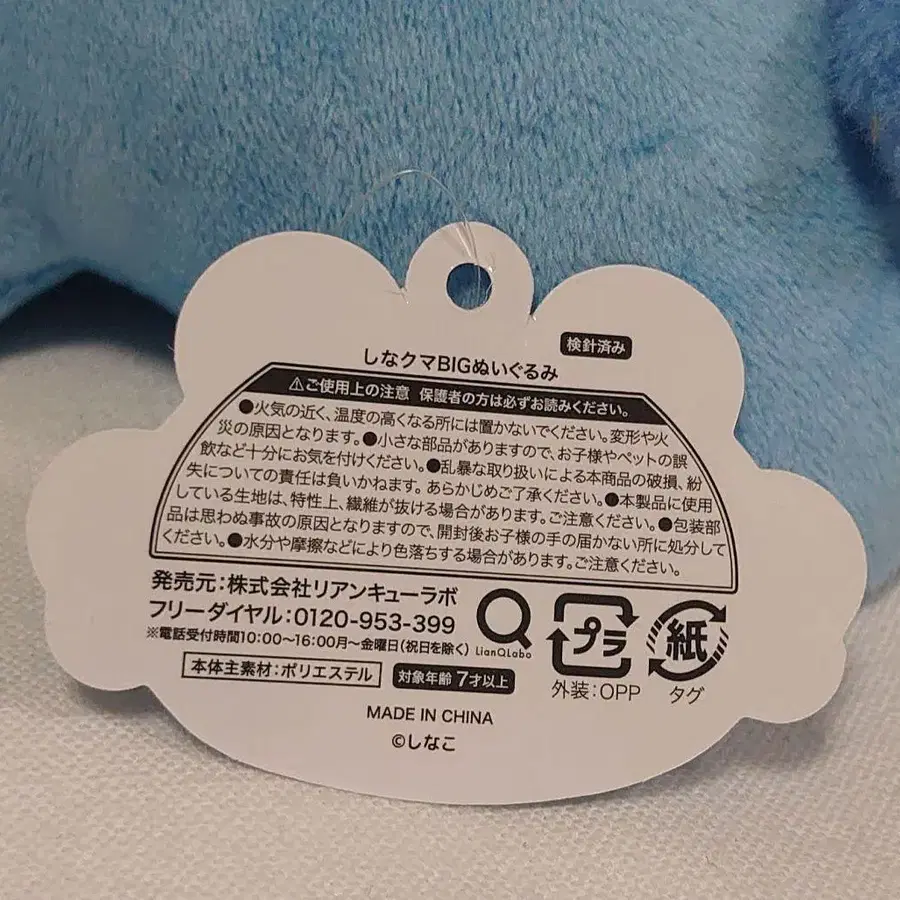 検針済み
しなクマBIGぬいぐるみ
⚠ご使用上の注意 保護者の方は必ずお読みください。
●火気の近く、温度の高くなる所には置かないでください。変形や火
災の原因となります。●小さな部品がありますので、お子様やペットの誤
飲など十分にお気を付けください。●乱暴な取り扱いによる本商品の破損、紛
失についての責任は負いかねます。あらかじめご了承ください。●本製品に使用
している生地は、特性上、繊維が抜ける場合があります。ご注意ください。●包装部
品は思わぬ事故の原因となりますので、開封後お子様の手の届かない所に処分して
ください。●水分や摩擦などにより色落ちする場合があります。ご注意ください。
発売元:株式会社リアンキューラボ
フリーダイヤル:0120-953-399
※電話受付時間10:00〜16:00月〜金曜日(祝日を除く)
LianQLabo
プラ
外装:OPP
紙
タグ
本体主素材:ポリエステル
対象年齢7才以上
MADE IN CHINA
©しなこ